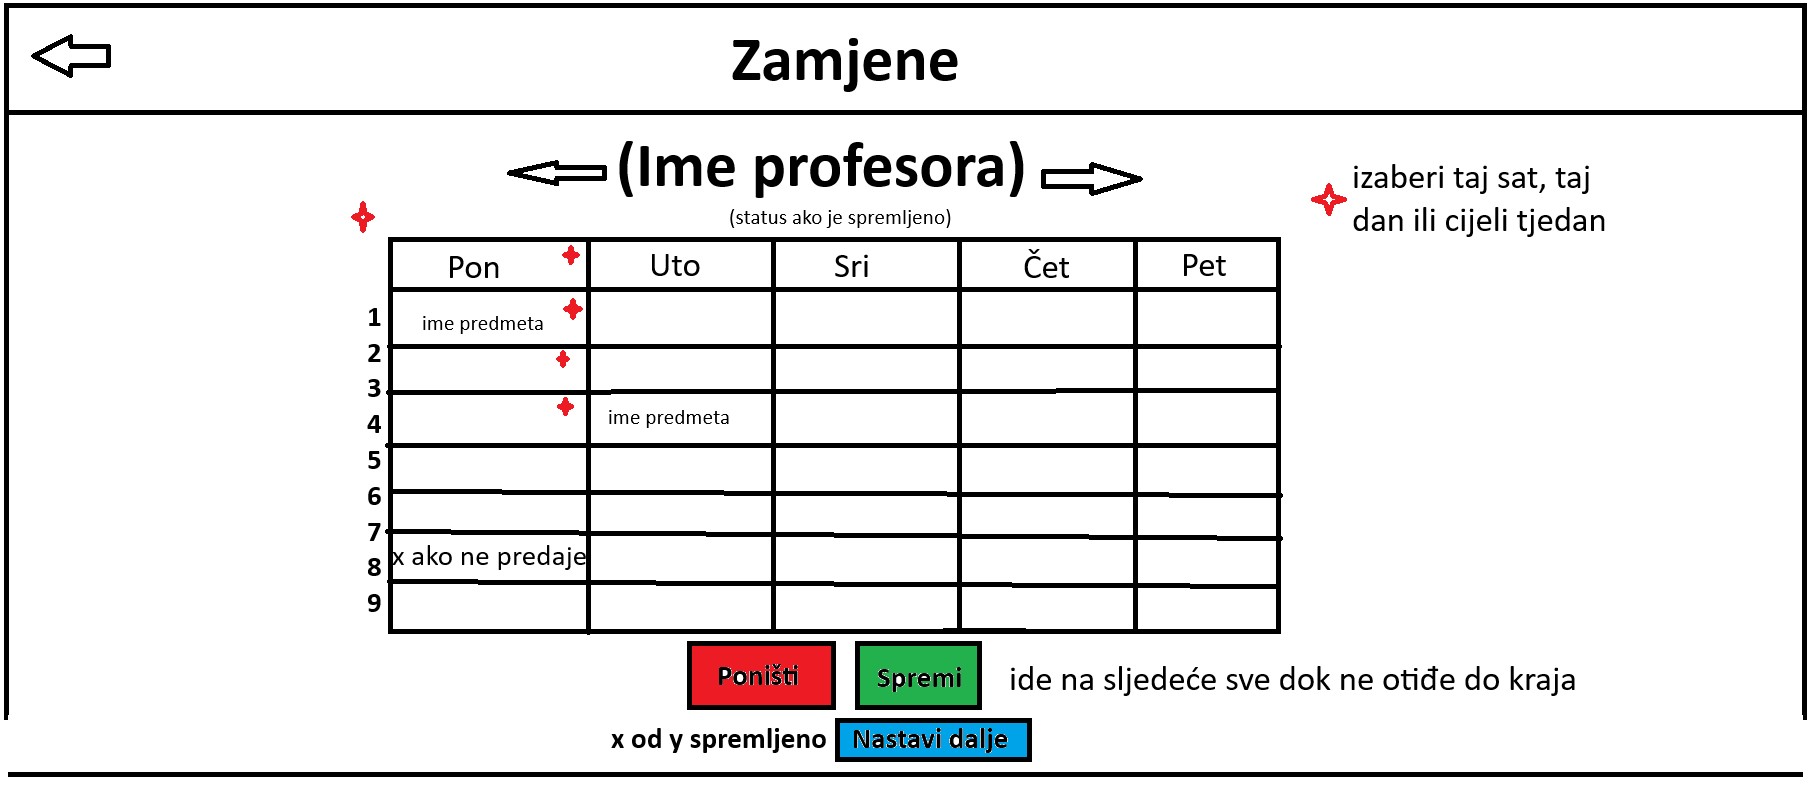 Zamjene
(Ime profesora)
izaberi taj sat, taj
dan ili cijeli tjedan
(status ako je spremljeno)
Pon Uto Sri Čet Pet
1 ime predmeta
2
3
4 ime predmeta
5
6
7
8 x ako ne predaje
9
Poništi Spremi ide na sljedeće sve dok ne otiđe do kraja
x od y spremljeno Nastavi dalje